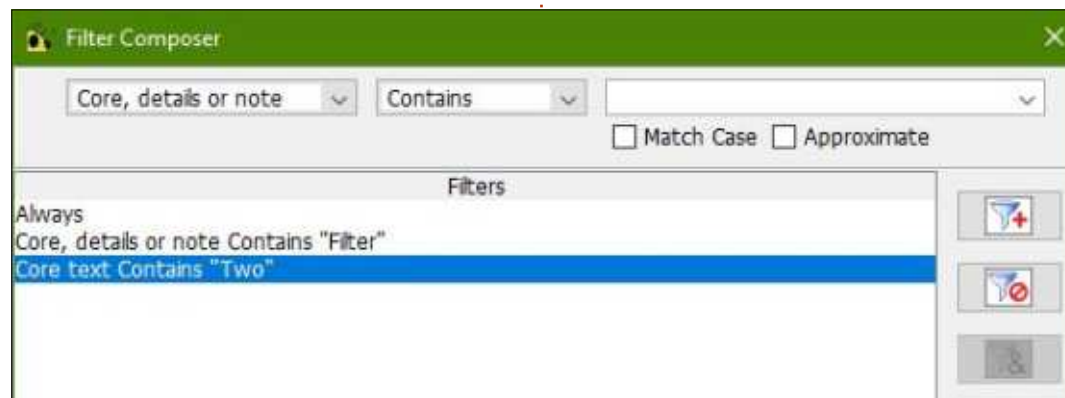 Filter Composer
Core, details or note Contains
Match Case Approximate
Filters
Always
Core, details or note Contains "Filter"
Core text Contains "Two"